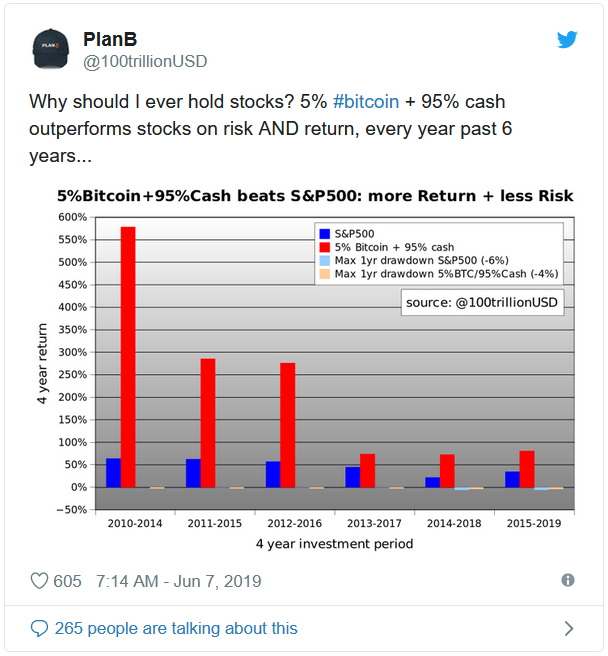 PlanB
@100trillionUSD
Why should I ever hold stocks? 5% #bitcoin + 95% cash
outperforms stocks on risk AND return, every year past 6
years...
5%Bitcoin+95%Cash beats S&P500: more Return + less Risk
600%
550%
500%
450%
400%
350%
300%
250%
200%
150%
100%
50%
0%
−50%
4 year return
S&P500
5% Bitcoin + 95% cash
Max 1yr drawdown S&P500 (-6%)
Max 1yr drawdown 5%BTC/95%Cash (-4%)
source: @100trillionUSD
2010-2014 2011-2015 2012-2016 2013-2017 2014-2018 2015-2019
4 year investment period
605 7:14 AM - Jun 7, 2019
265 people are talking about this